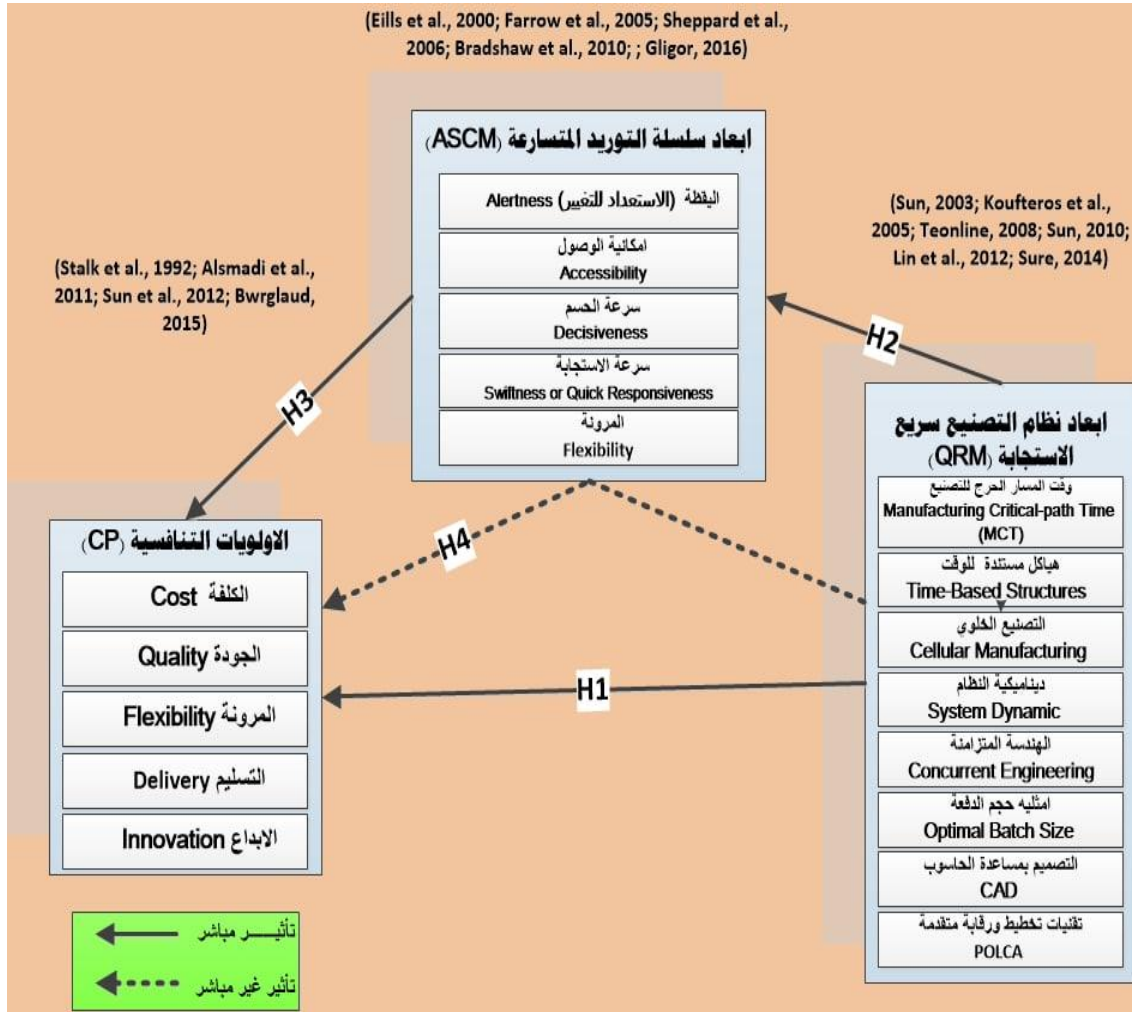 (Eills et al., 2000; Farrow et al., 2005; Sheppard et al.,
2006; Bradshaw et al., 2010; ; Gligor, 2016)
ابعاد سلسلة التوريد المتسارعة (ASCM)
اليقظة (الاستعداد للتغيير) Alertness
امكانية الوصول
Accessibility
سرعة الحسم
Decisiveness
سرعة الاستجابة
Swiftness or Quick Responsiveness
المرونة
Flexibility
(Sun, 2003; Koufteros et al.,
2005; Teonline, 2008; Sun, 2010;
Lin et al., 2012; Sure, 2014)
(Stalk et al., 1992; Alsmadi et al.,
2011; Sun et al., 2012; Bwrglaud,
2015)
H2
H3
H4
H1
ابعاد نظام التصنيع سريع
الاستجابة (QRM)
وقت المسار الحرج للتصنيع
Manufacturing Critical-path Time
(MCT)
هياكل مستندة للوقت
Time-Based Structures
التصنيع الخلوي
Cellular Manufacturing
ديناميكية النظام
System Dynamic
الهندسة المتزامنة
Concurrent Engineering
امثليه حجم الدفعة
Optimal Batch Size
التصميم بمساعدة الحاسوب
CAD
تقنيات تخطيط ورقابة متقدمة
POLCA
الاولويات التنافسية (CP)
الكلفة Cost
الجودة Quality
المرونة Flexibility
التسليم Delivery
الابداع Innovation
تأثيـــــر مباشر
تأثير غير مباشر